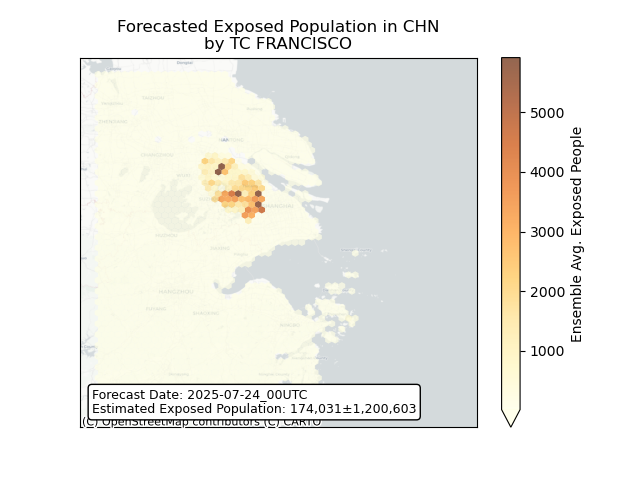 Forecasted Exposed Population in CHN
by TC FRANCISCO
5000
4000
3000
2000
1000
Ensemble Avg. Exposed People
Forecast Date: 2025-07-24_00UTC
Estimated Exposed Population: 174,031±1,200,603
(C) OpenStreetMap contributors (C) CARTO